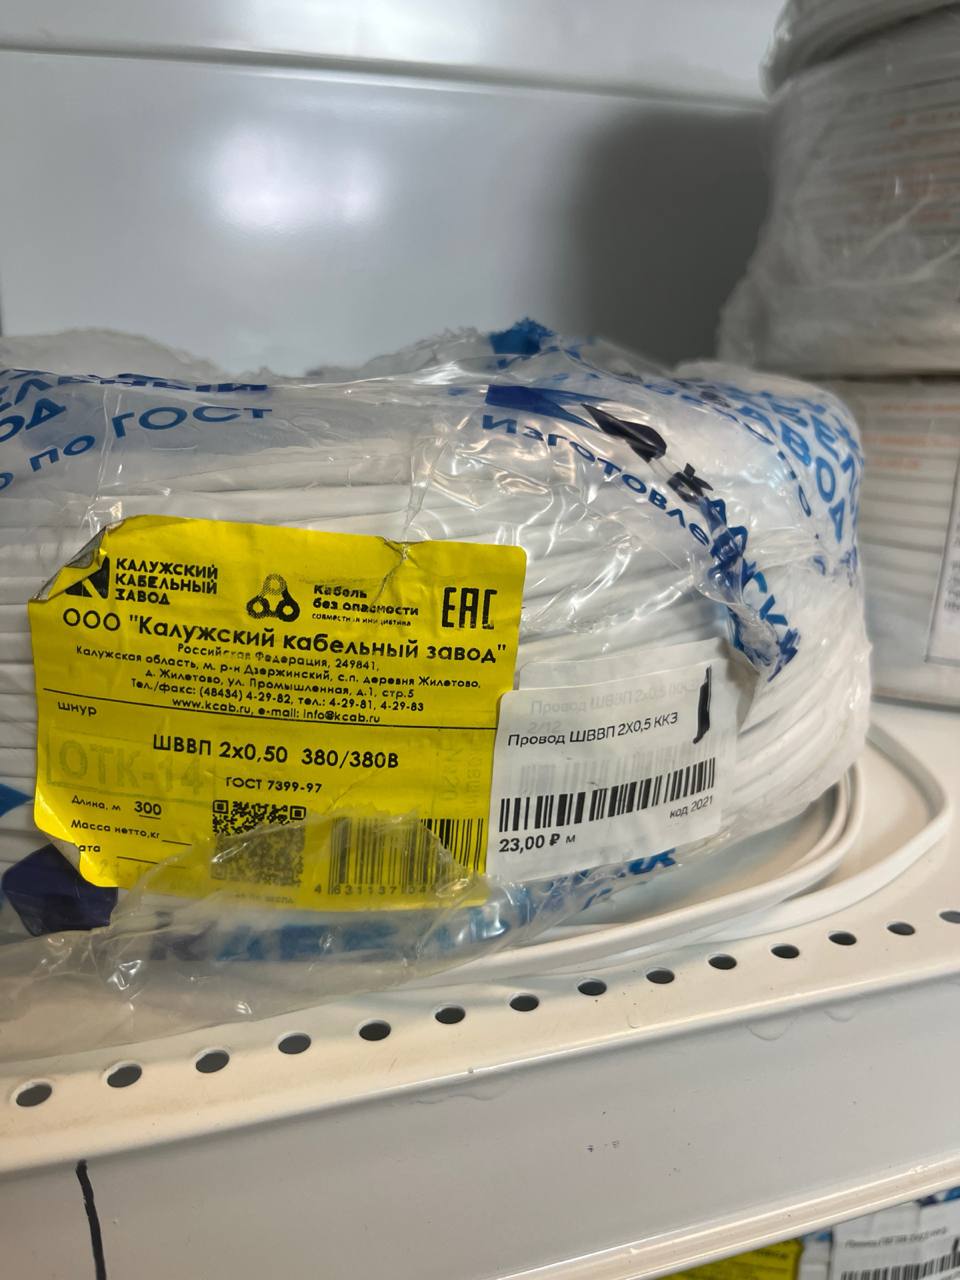 ПО ГОСТ
Изготовле
КАЛУЖСКИЙ
КАБЕЛЬНЫЙ
ЗАВОД
Кабель
без опасности
EAC
ООО "Калужский кабельный завод"
Российская Федерация, 249841,
Калужская область, м. р-н Дзержинский, с.п. деревня Жилетово,
д. Жилетово, ул. Промышленная, д.1, стр.5
Тел./факс: (48434) 4-29-82, тел.: 4-29-81, 4-29-83
www.kcab.ru, e-mail: info@kcab.ru
шнур
ШВВП 2x0,50 380/380В
ОТК-14
ГОСТ 7399-97
Длина, м 300
Масса нетто,кг
Провод ШВВП 2X0,5 ККЗ
код 2021
23,00 ₽ м